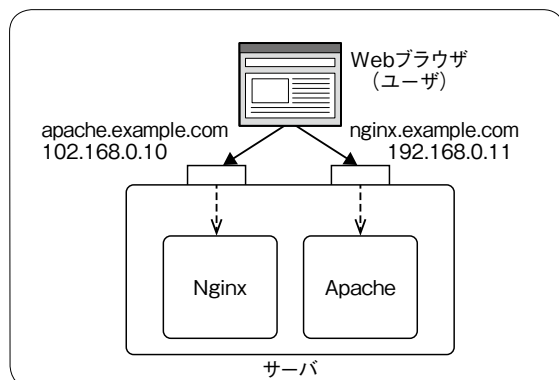 Webブラウザ
（ユーザ）
apache.example.com
102.168.0.10
nginx.example.com
192.168.0.11
Nginx
Apache
サーバ